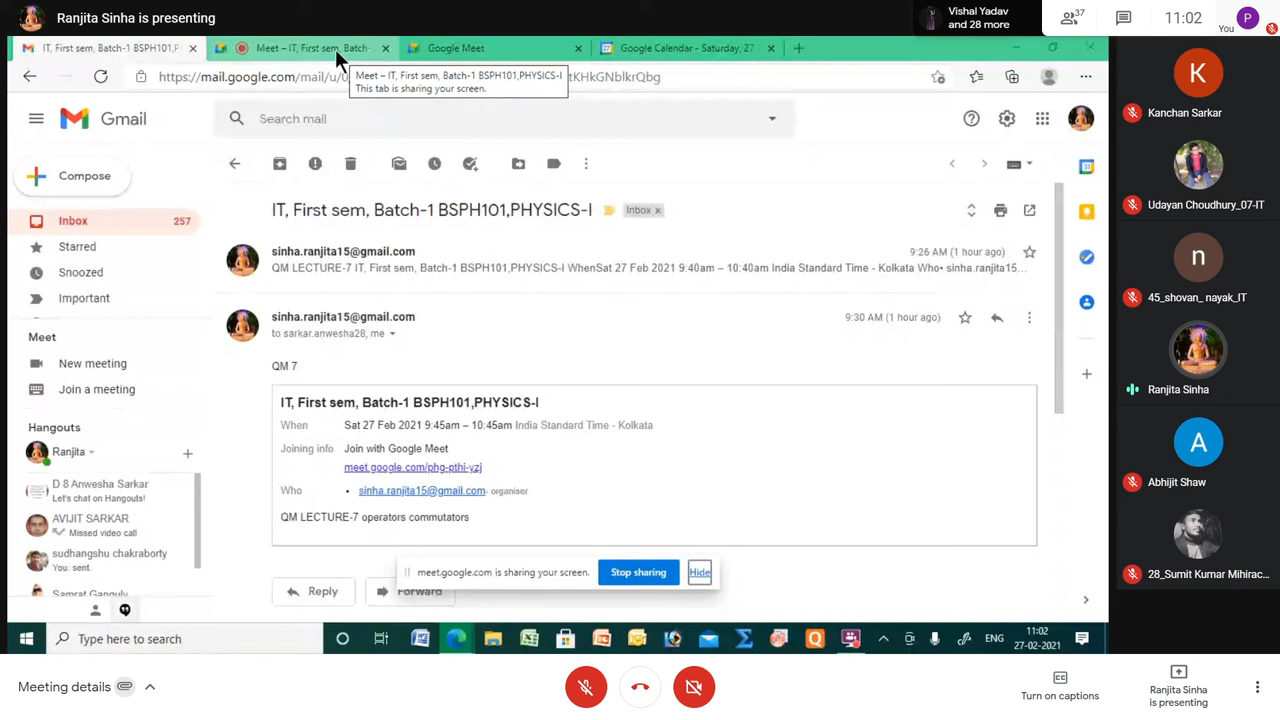 Ranjita Sinha is presenting
Vishal Yadav
and 28 more
37
11:02
You
P
IT, First sem, Batch-1 BSPH101,P
Meet – IT, First sem, Batch-
Google Meet
Google Calendar - Saturday, 27
https://mail.google.com/mail/u/0
tKHkGNblkrQbg
Meet – IT, First sem, Batch-1 BSPH101,PHYSICS-I
This tab is sharing your screen.
Gmail
Search mail
Compose
Inbox 257
Starred
Snoozed
Important
Meet
New meeting
Join a meeting
Hangouts
Ranjita
D 8 Anwesha Sarkar
Let's chat on Hangouts!
AVIJIT SARKAR
Missed video call
sudhangshu chakraborty
You: sent.
Samrat Ganguly
IT, First sem, Batch-1 BSPH101,PHYSICS-I
Inbox x
sinha.ranjita15@gmail.com
9:26 AM (1 hour ago)
QM LECTURE-7 IT, First sem, Batch-1 BSPH101,PHYSICS-I WhenSat 27 Feb 2021 9:40am – 10:40am India Standard Time - Kolkata Who• sinha.ranjita15...
sinha.ranjita15@gmail.com
9:30 AM (1 hour ago)
to sarkar.anwesha28, me
QM 7
IT, First sem, Batch-1 BSPH101,PHYSICS-I
When Sat 27 Feb 2021 9:45am – 10:45am India Standard Time - Kolkata
Joining info Join with Google Meet
meet.google.com/phg-pthi-yzj
Who • sinha.ranjita15@gmail.com- organiser
QM LECTURE-7 operators commutators
meet.google.com is sharing your screen.
Stop sharing
Hide
Reply
Forward
Type here to search
ENG
11:02
27-02-2021
K
Kanchan Sarkar
Udayan Choudhury_07-IT
n
45_shovan_ nayak_IT
Ranjita Sinha
A
Abhijit Shaw
28_Sumit Kumar Mihirac...
Meeting details
Turn on captions
Ranjita Sinha
is presenting